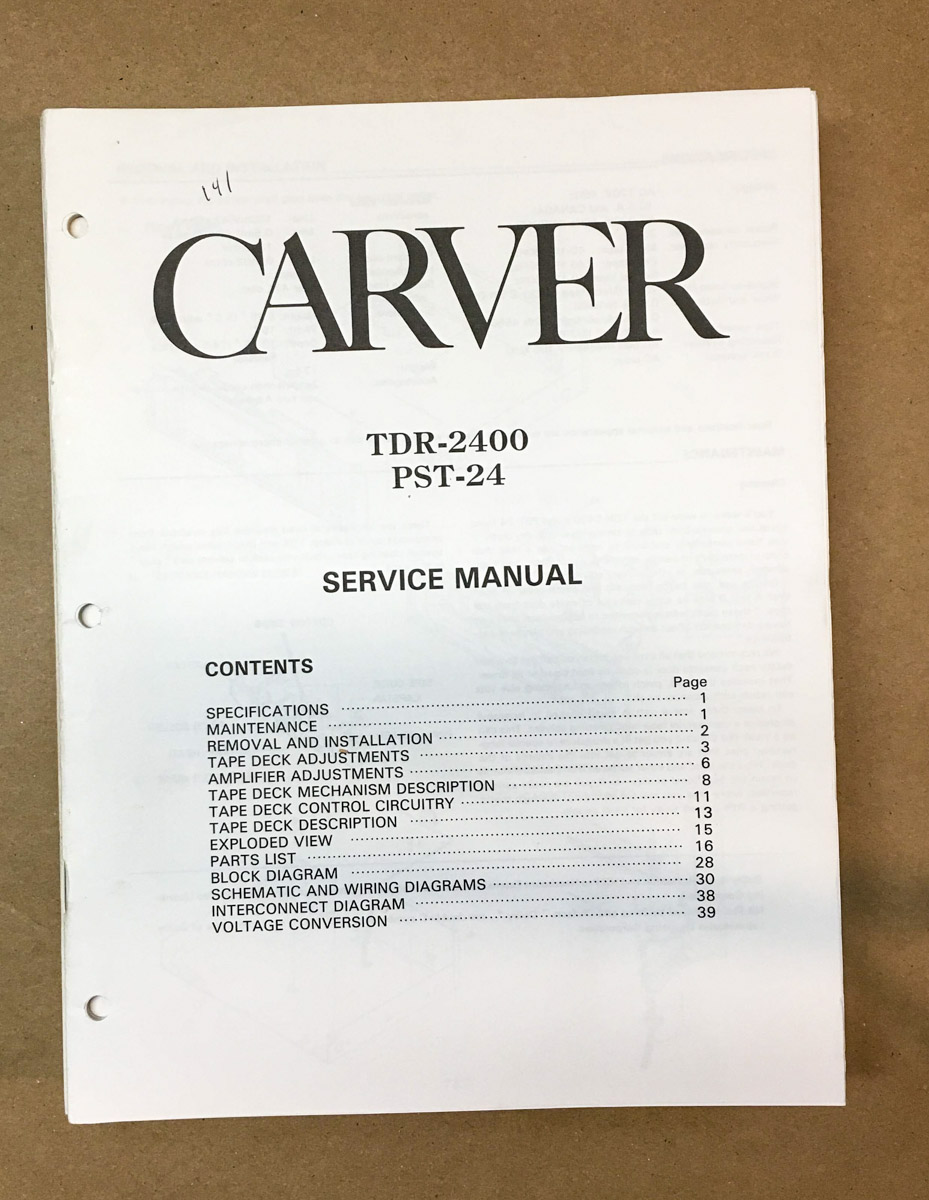 141
CARVER
TDR-2400
PST-24
SERVICE MANUAL
CONTENTS
Page
SPECIFICATIONS 1
MAINTENANCE 1
REMOVAL AND INSTALLATION 2
TAPE DECK ADJUSTMENTS 3
AMPLIFIER ADJUSTMENTS 6
TAPE DECK MECHANISM DESCRIPTION 8
TAPE DECK CONTROL CIRCUITRY 11
TAPE DECK DESCRIPTION 13
EXPLODED VIEW 15
PARTS LIST 16
BLOCK DIAGRAM 28
SCHEMATIC AND WIRING DIAGRAMS 30
INTERCONNECT DIAGRAM 38
VOLTAGE CONVERSION 39